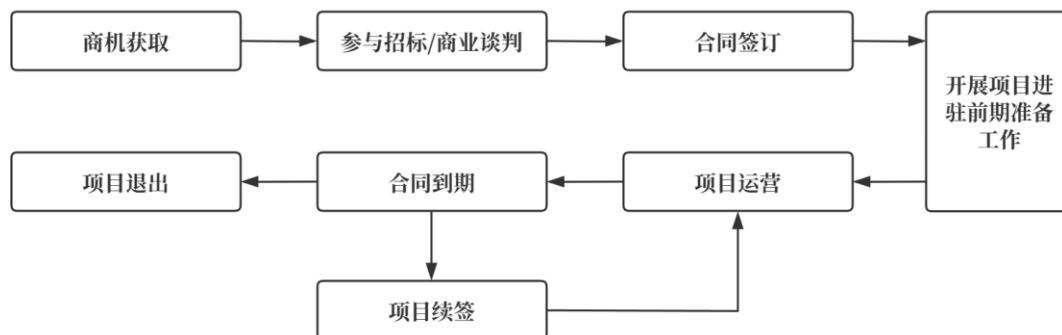 商机获取
参与招标/商业谈判
合同签订
开展项目进
驻前期准备
工作
项目退出
合同到期
项目运营
项目续签